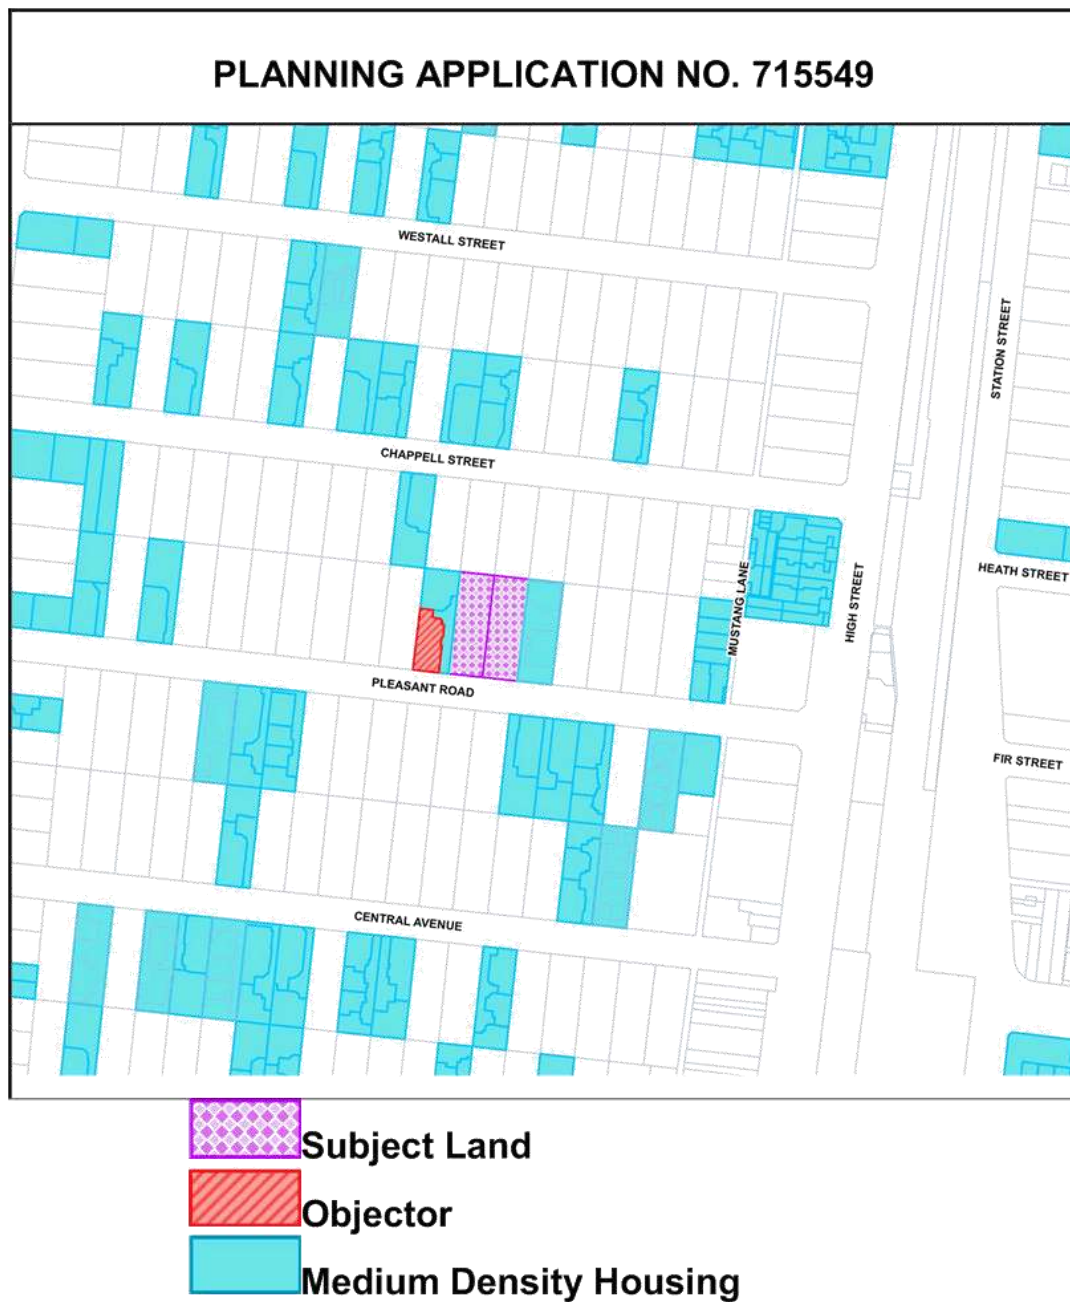 PLANNING APPLICATION NO. 715549
WESTALL STREET
STATION STREET
CHAPPELL STREET
HEATH STREET
MUSTANG LANE
HIGH STREET
PLEASANT ROAD
FIR STREET
CENTRAL AVENUE
Subject Land
Objector
Medium Density Housing